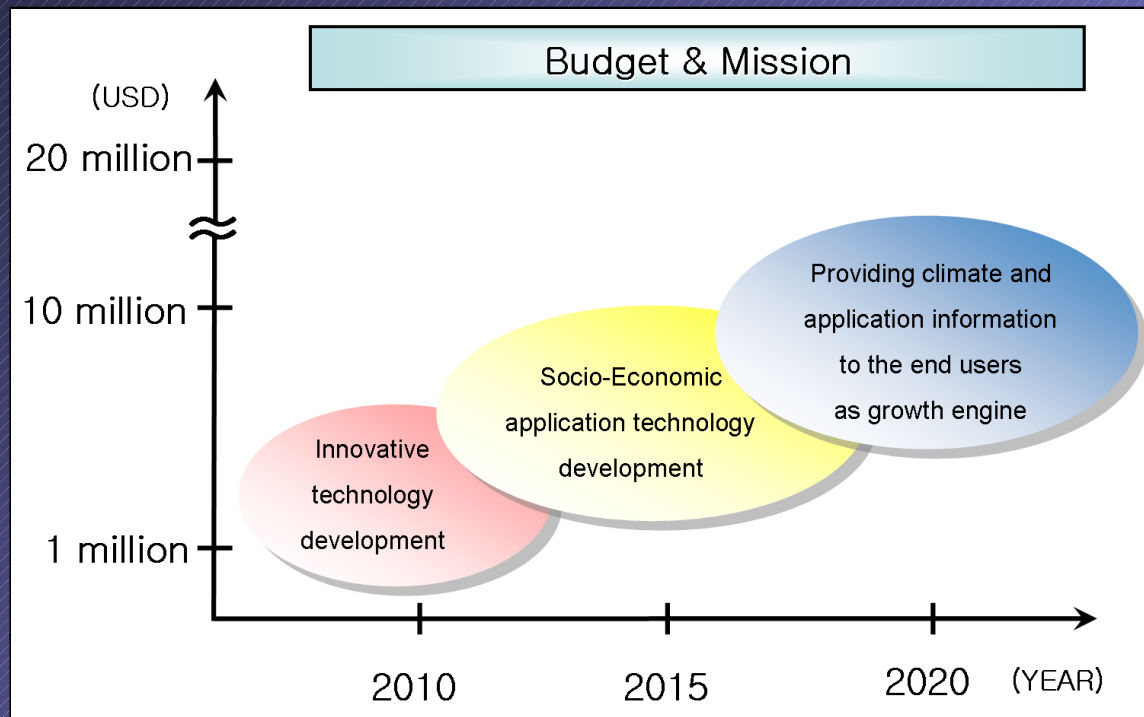 Budget & Mission
(USD)
20 million
10 million
1 million
Innovative
technology
development
Socio-Economic
application technology
development
Providing climate and
application information
to the end users
as growth engine
2010
2015
2020
(YEAR)